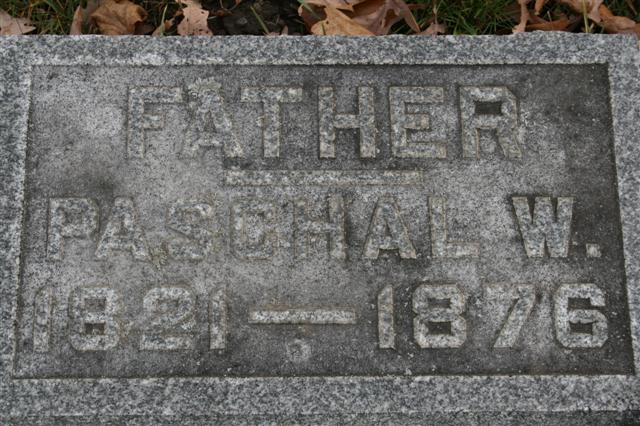 FATHER
PASCHAL W.
1821 — 1876